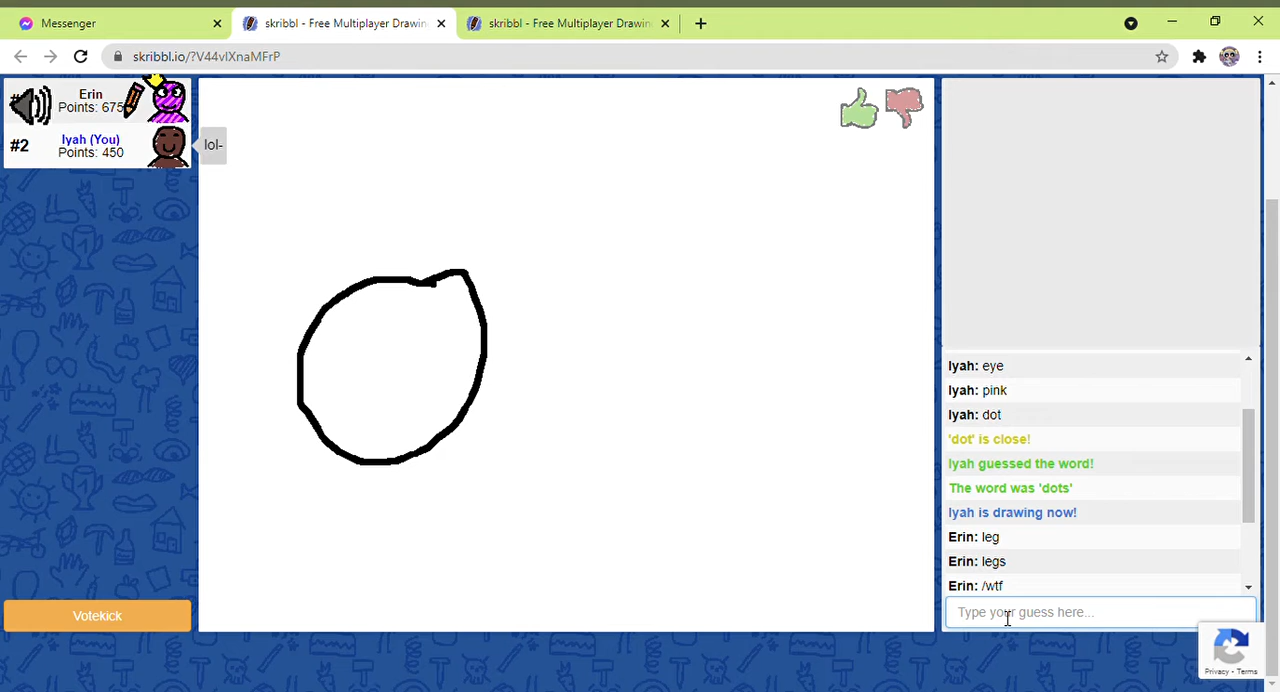 Messenger
skribbl - Free Multiplayer Drawin
skribbl - Free Multiplayer Drawin
skribbl.io/?V44vIXnaMFrP
Erin
Points: 675
#2
Iyah (You)
Points: 450
lol-
Iyah: eye
Iyah: pink
Iyah: dot
'dot' is close!
Iyah guessed the word!
The word was 'dots'
Iyah is drawing now!
Erin: leg
Erin: legs
Erin: /wtf
Type your guess here...
Votekick
Privacy - Terms